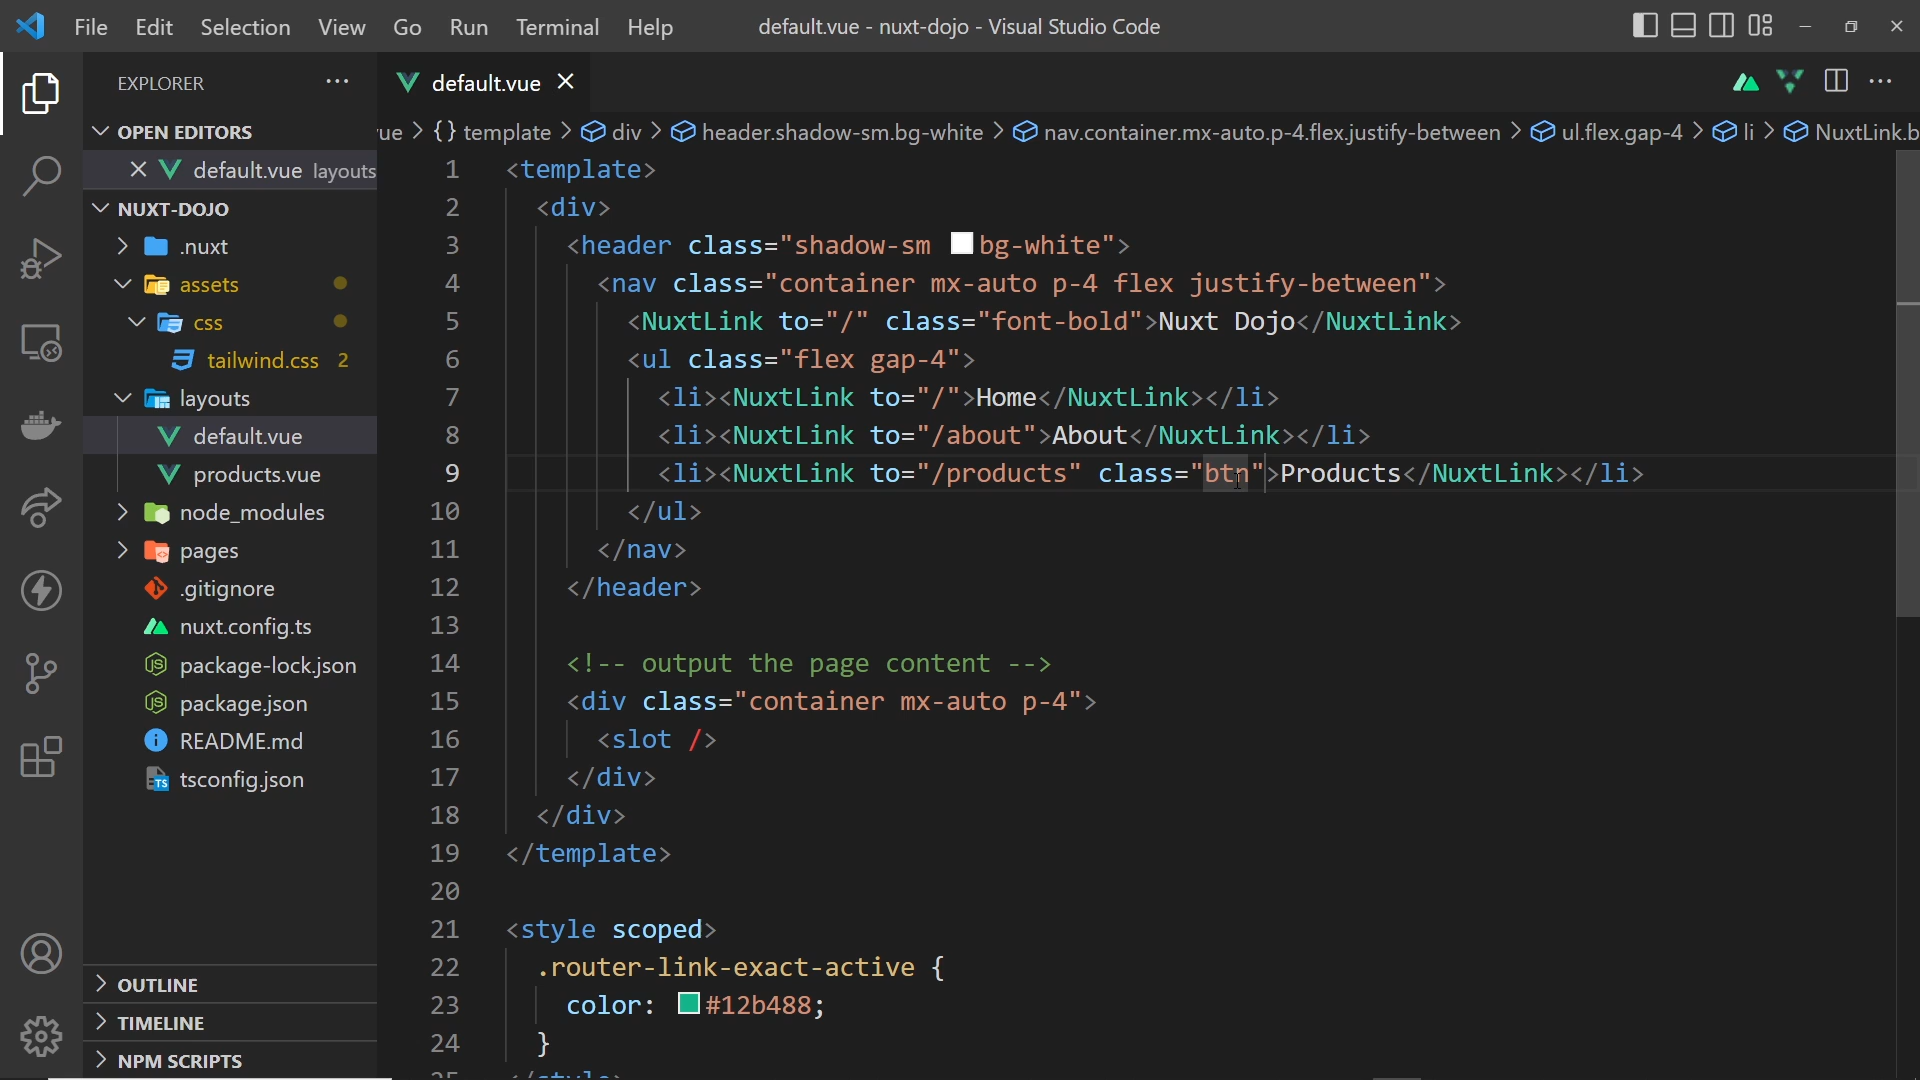 File Edit Selection View Go Run Terminal Help default.vue - nuxt-dojo - Visual Studio Code
EXPLORER
default.vue
OPEN EDITORS
default.vue layouts
NUXT-DOJO
.nuxt
assets
css
tailwind.css 2
layouts
default.vue
products.vue
node_modules
pages
.gitignore
nuxt.config.ts
package-lock.json
package.json
README.md
tsconfig.json
OUTLINE
TIMELINE
NPM SCRIPTS
ue > {} template > div > header.shadow-sm.bg-white > nav.container.mx-auto.p-4.flex.justify-between > ul.flex.gap-4 > li > NuxtLink.b
1 <template>
2 <div>
3 <header class="shadow-sm bg-white">
4 <nav class="container mx-auto p-4 flex justify-between">
5 <NuxtLink to="/" class="font-bold">Nuxt Dojo</NuxtLink>
6 <ul class="flex gap-4">
7 <li><NuxtLink to="/">Home</NuxtLink></li>
8 <li><NuxtLink to="/about">About</NuxtLink></li>
9 <li><NuxtLink to="/products" class="btn">Products</NuxtLink></li>
10 </ul>
11 </nav>
12 </header>
13
14 <!-- output the page content -->
15 <div class="container mx-auto p-4">
16 <slot />
17 </div>
18 </div>
19 </template>
20
21 <style scoped>
22 .router-link-exact-active {
23 color: #12b488;
24 }